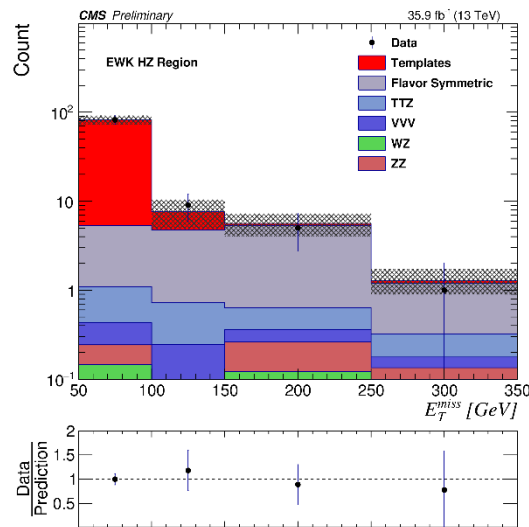 CMS Preliminary
35.9 fb⁻ (13 TeV)
Count
EWK HZ Region
Data
Templates
Flavor Symmetric
TTZ
VVV
WZ
ZZ
10²
10
1
10⁻¹
50 100 150 200 250 300 350
E_T^miss [GeV]
Data
Prediction
2
1.5
1
0.5